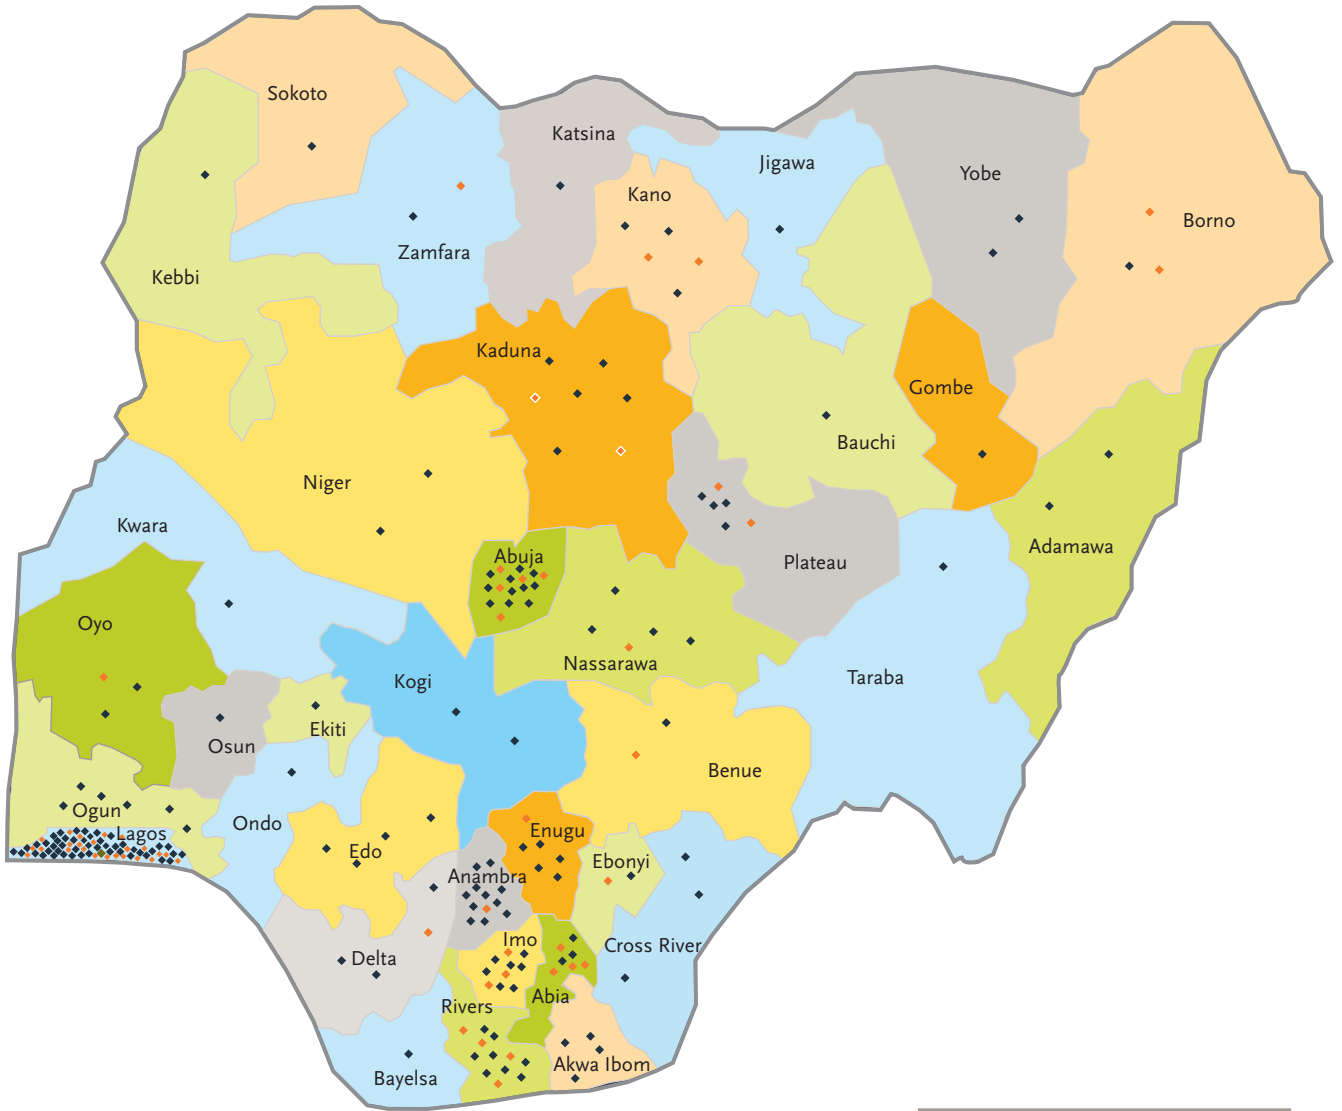 Sokoto
Katsina
Jigawa
Yobe
Kano
Borno
Zamfara
Kebbi
Kaduna
Gombe
Bauchi
Niger
Kwara
Adamawa
Abuja
Plateau
Oyo
Nassarawa
Taraba
Kogi
Ekiti
Osun
Benue
Ogun
Lagos
Ondo
Enugu
Edo
Ebonyi
Anambra
Imo
Cross River
Delta
Abia
Rivers
Akwa Ibom
Bayelsa